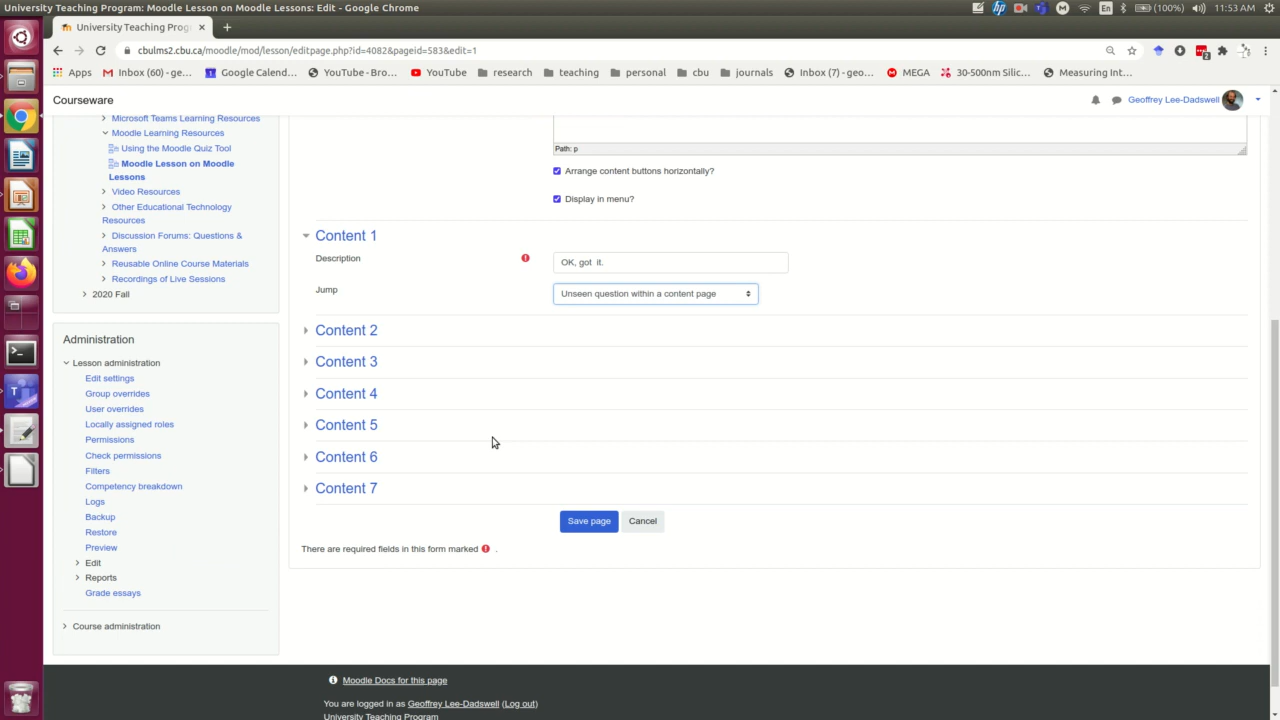 University Teaching Program: Moodle Lesson on Moodle Lessons: Edit - Google Chrome
En
(100%)
11:53 AM
University Teaching Prog
cbulms2.cbu.ca/moodle/mod/lesson/editpage.php?id=4082&pageid=583&edit=1
2
Apps
Inbox (60) - ge...
Google Calend...
YouTube - Bro...
YouTube
research
teaching
personal
cbu
journals
Inbox (7) - geo...
MEGA
30-500nm Silic...
Measuring Int...
Courseware
Geoffrey Lee-Dadswell
Microsoft Teams Learning Resources
Moodle Learning Resources
Using the Moodle Quiz Tool
Moodle Lesson on Moodle
Lessons
Video Resources
Other Educational Technology
Resources
Discussion Forums: Questions &
Answers
Reusable Online Course Materials
Recordings of Live Sessions
2020 Fall
Administration
Lesson administration
Edit settings
Group overrides
User overrides
Locally assigned roles
Permissions
Check permissions
Filters
Competency breakdown
Logs
Backup
Restore
Preview
Edit
Reports
Grade essays
Course administration
Path: p
Arrange content buttons horizontally?
Display in menu?
Content 1
Description
OK, got it.
Jump
Unseen question within a content page
Content 2
Content 3
Content 4
Content 5
Content 6
Content 7
Save page
Cancel
There are required fields in this form marked .
Moodle Docs for this page
You are logged in as Geoffrey Lee-Dadswell (Log out)
University Teaching Program